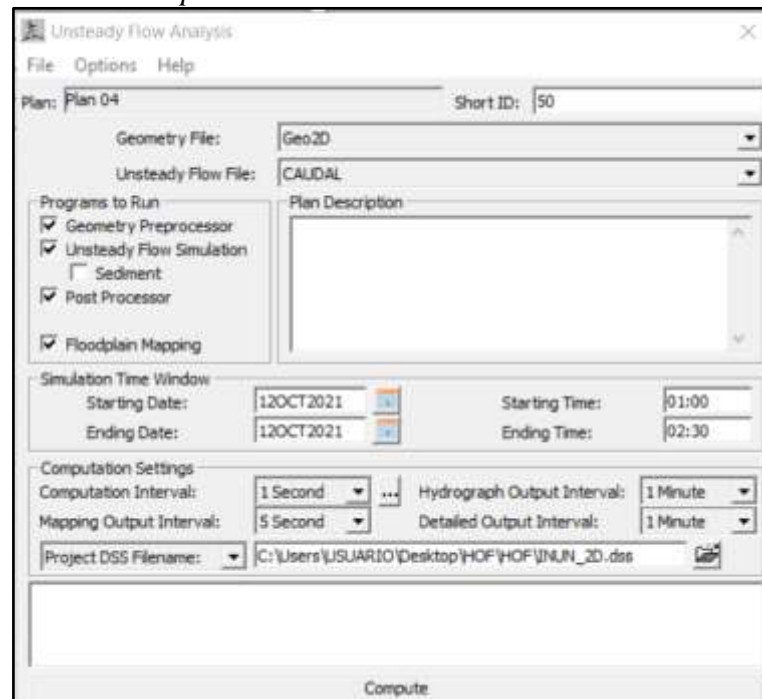 Unsteady Flow Analysis
File Options Help
Plan: Plan 04 Short ID: 50
Geometry File: Geo2D
Unsteady Flow File: CAUDAL
Programs to Run Plan Description
Geometry Preprocessor
Unsteady Flow Simulation
Sediment
Post Processor
Floodplain Mapping
Simulation Time Window
Starting Date: 12OCT2021 Starting Time: 01:00
Ending Date: 12OCT2021 Ending Time: 02:30
Computation Settings
Computation Interval: 1 Second ... Hydrograph Output Interval: 1 Minute
Mapping Output Interval: 5 Second Detailed Output Interval: 1 Minute
Project DSS Filename: C:\Users\USUARIO\Desktop\HOF\HOF\INUN_2D.dss
Compute